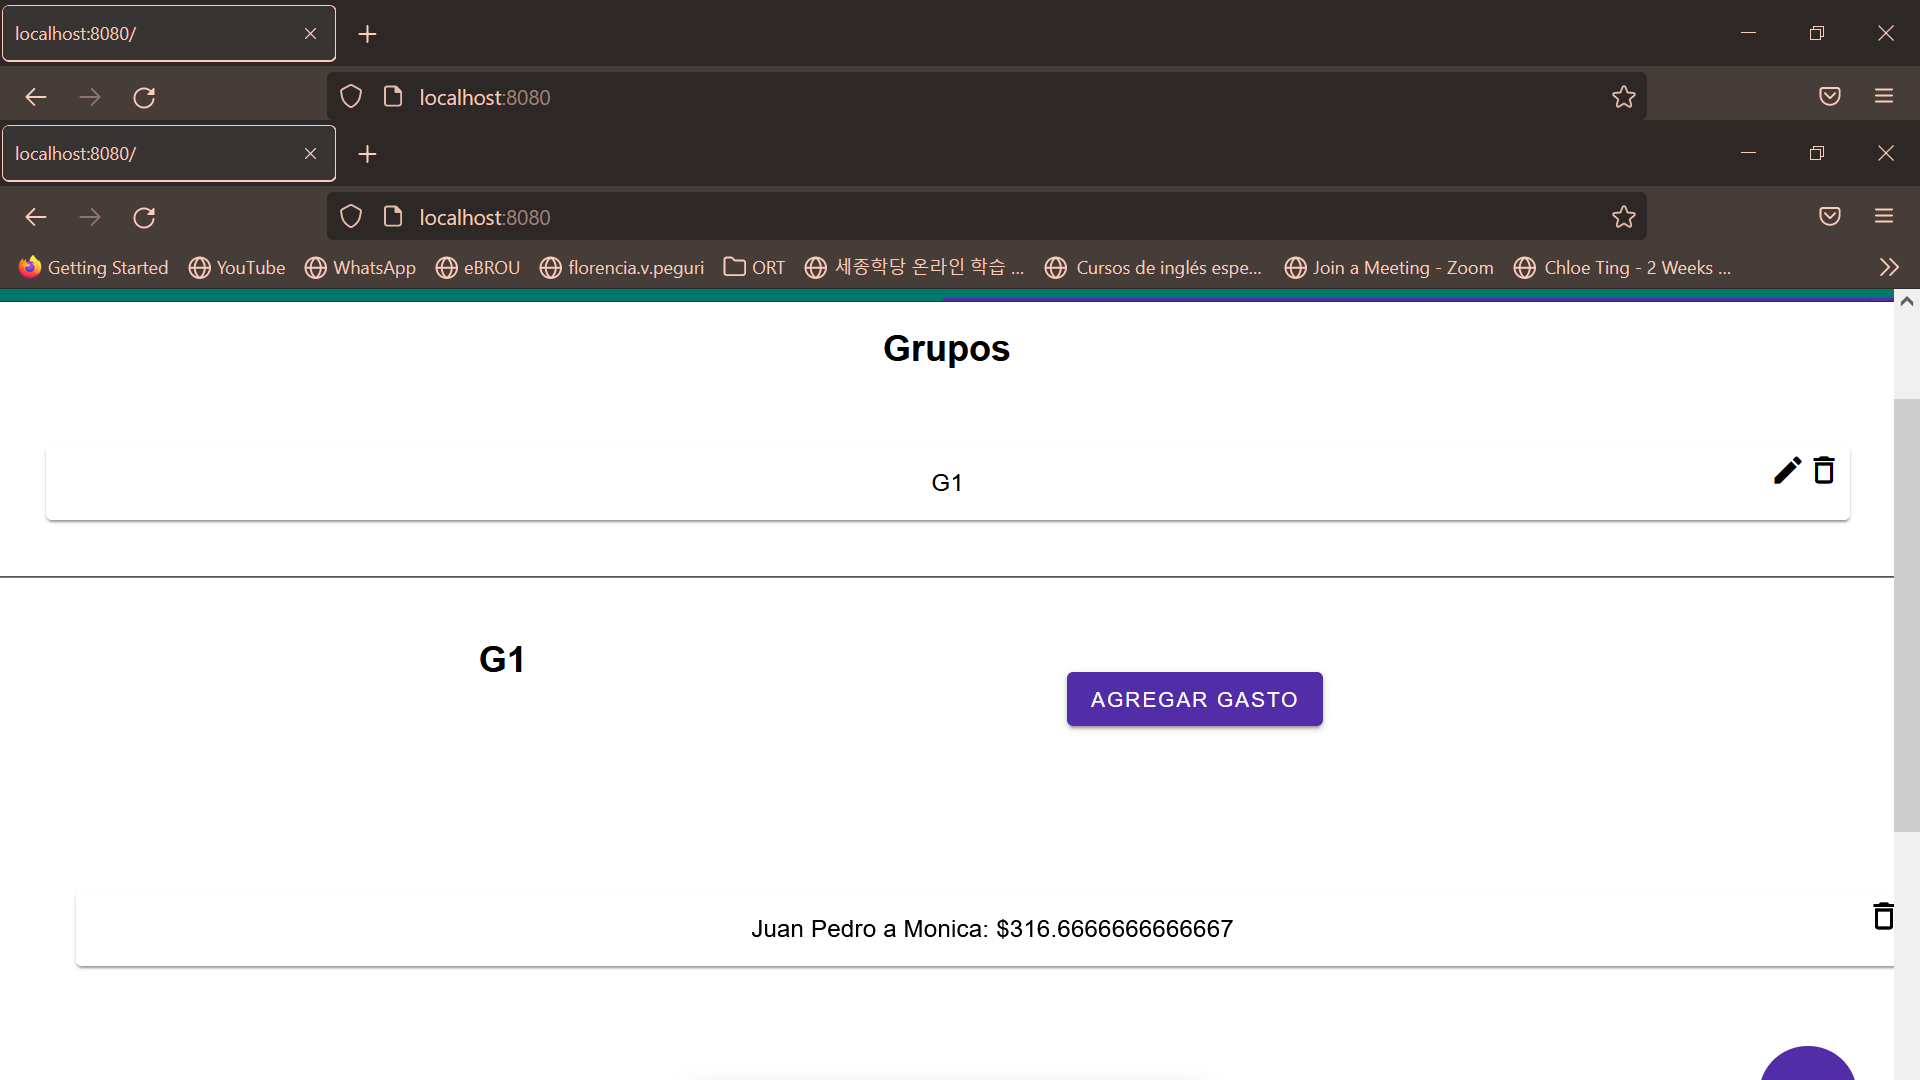 localhost:8080/
localhost:8080
localhost:8080/
localhost:8080
Getting Started YouTube WhatsApp eBROU florencia.v.peguri ORT 세종학당 온라인 학습 ... Cursos de inglés espe... Join a Meeting - Zoom Chloe Ting - 2 Weeks ...
Grupos
G1
G1
AGREGAR GASTO
Juan Pedro a Monica: $316.6666666666667